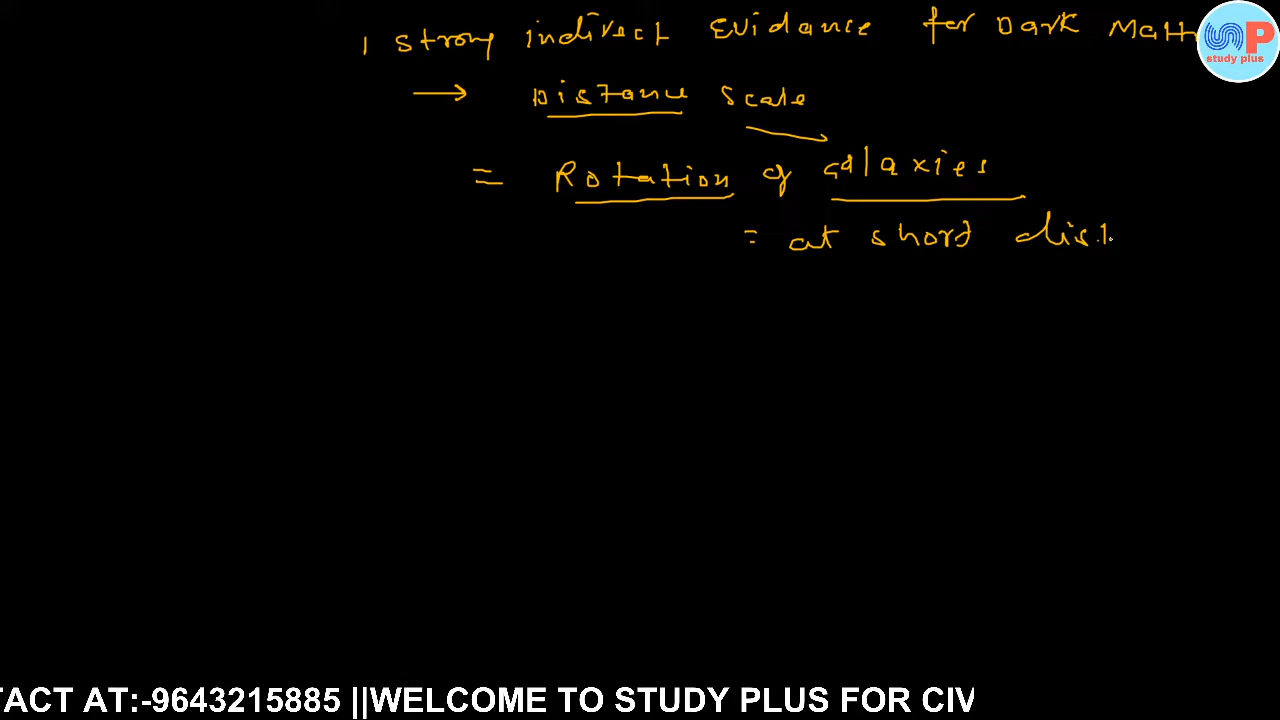 1 strong indirect Evidance for Dark Matt
→ Distance scale
= Rotation of Galaxies
= at short dist
SP
study plus
TACT AT:-9643215885 ||WELCOME TO STUDY PLUS FOR CIV